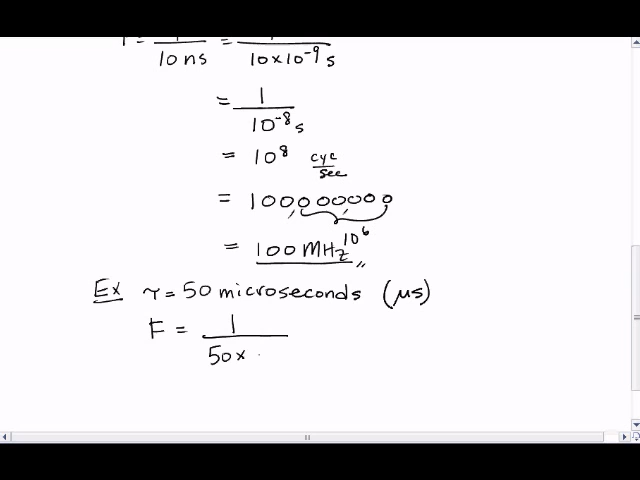 10 ns = 10 x 10⁻⁹ s
= 1 / 10⁻⁸ s
= 10⁸ cyc/sec
= 100,000,000
= 100 MHz 10⁶
Ex τ = 50 microseconds (μs)
F = 1 / 50 x